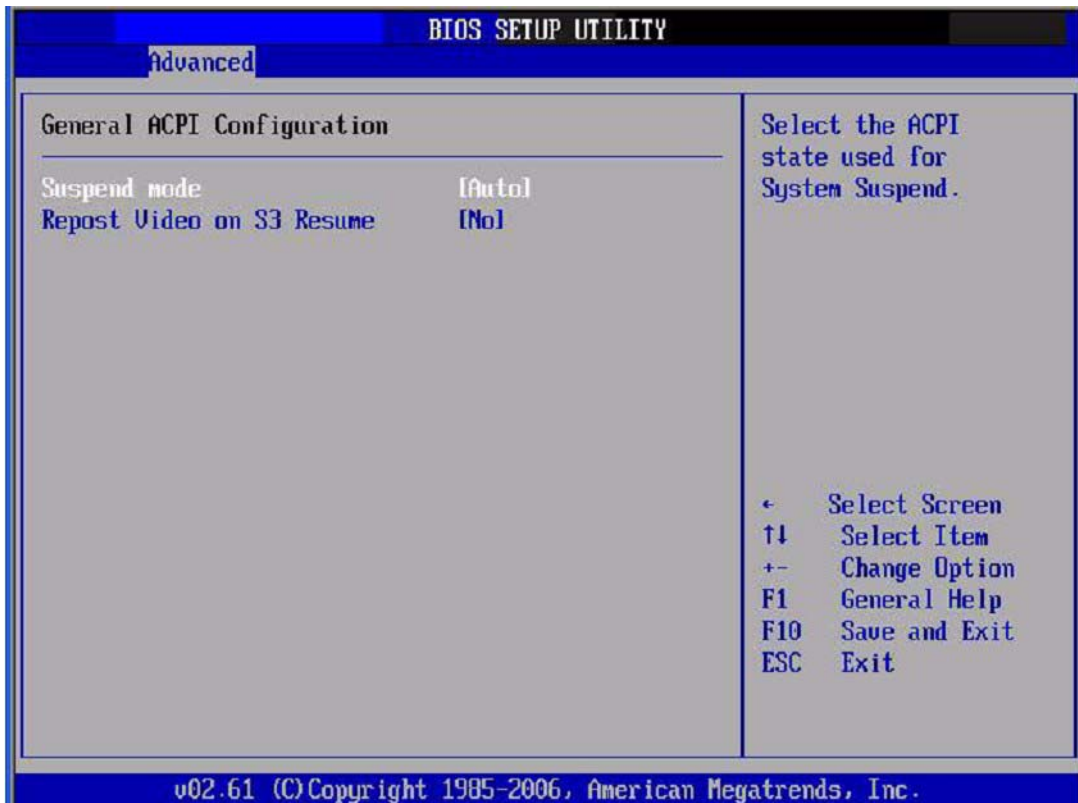 BIOS SETUP UTILITY
Advanced
General ACPI Configuration
Suspend mode [Auto]
Repost Video on S3 Resume [No]
Select the ACPI
state used for
System Suspend.
← Select Screen
↑↓ Select Item
+- Change Option
F1 General Help
F10 Save and Exit
ESC Exit
v02.61 (C)Copyright 1985-2006, American Megatrends, Inc.